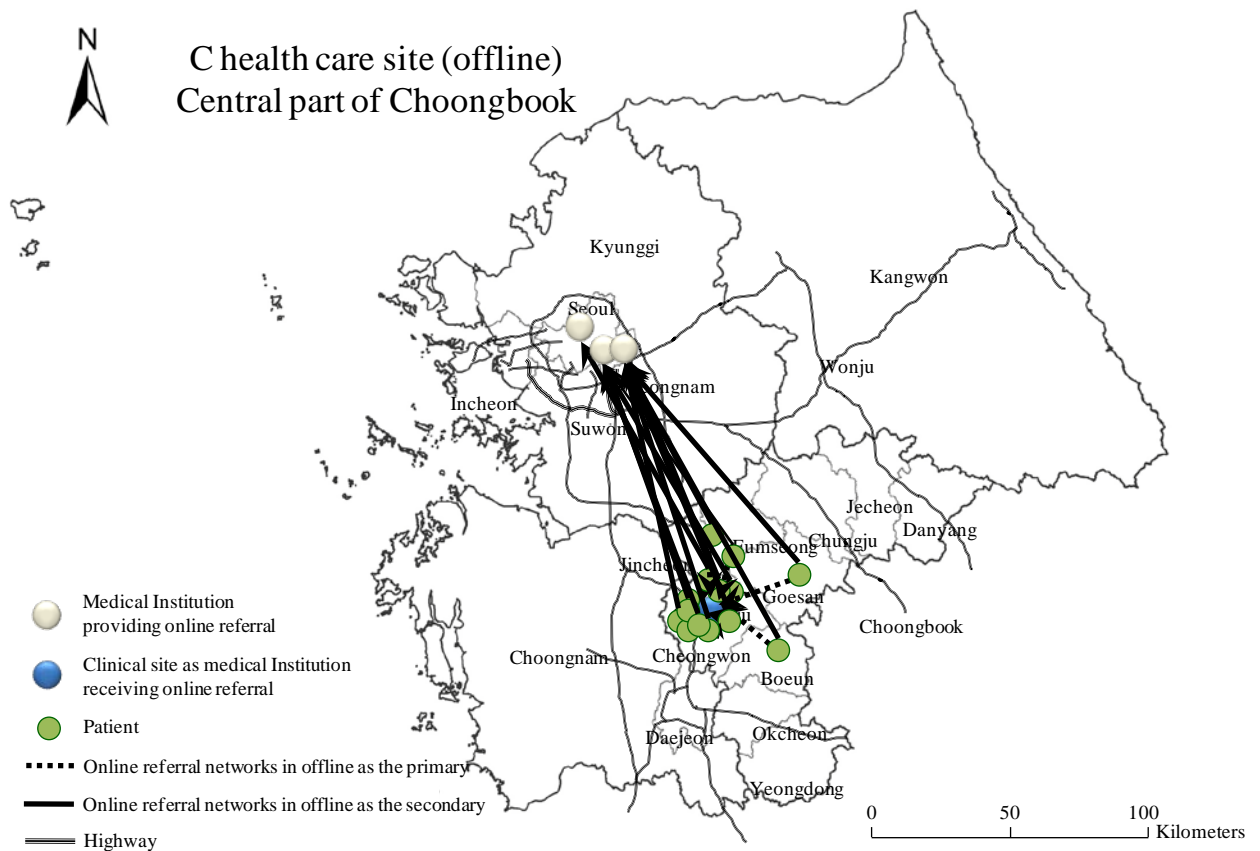 N
C health care site (offline)
Central part of Choongbook
Kyunggi
Kangwon
Seoul
Wonju
Incheon
Suwon
Jecheon
Danyang
Chungju
Eumseong
Goesan
Choongbook
Choongnam
Cheongwon
Boeun
Daejeon
Okcheon
Yeongdong
Medical Institution
providing online referral
Clinical site as medical Institution
receiving online referral
Patient
Online referral networks in offline as the primary
Online referral networks in offline as the secondary
Highway
0 50 100
Kilometers